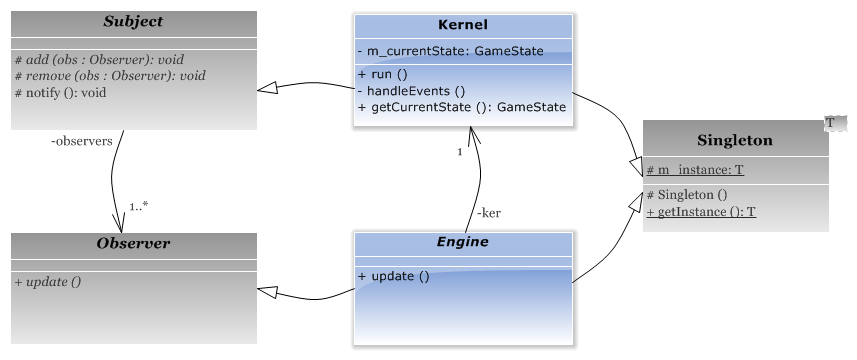 Subject
# add (obs : Observer): void
# remove (obs : Observer): void
# notify (): void
Kernel
- m_currentState: GameState
+ run ()
- handleEvents ()
+ getCurrentState (): GameState
T
Singleton
# m_instance: T
# Singleton ()
+ getInstance (): T
-observers
1..*
1
-ker
Observer
+ update ()
Engine
+ update ()